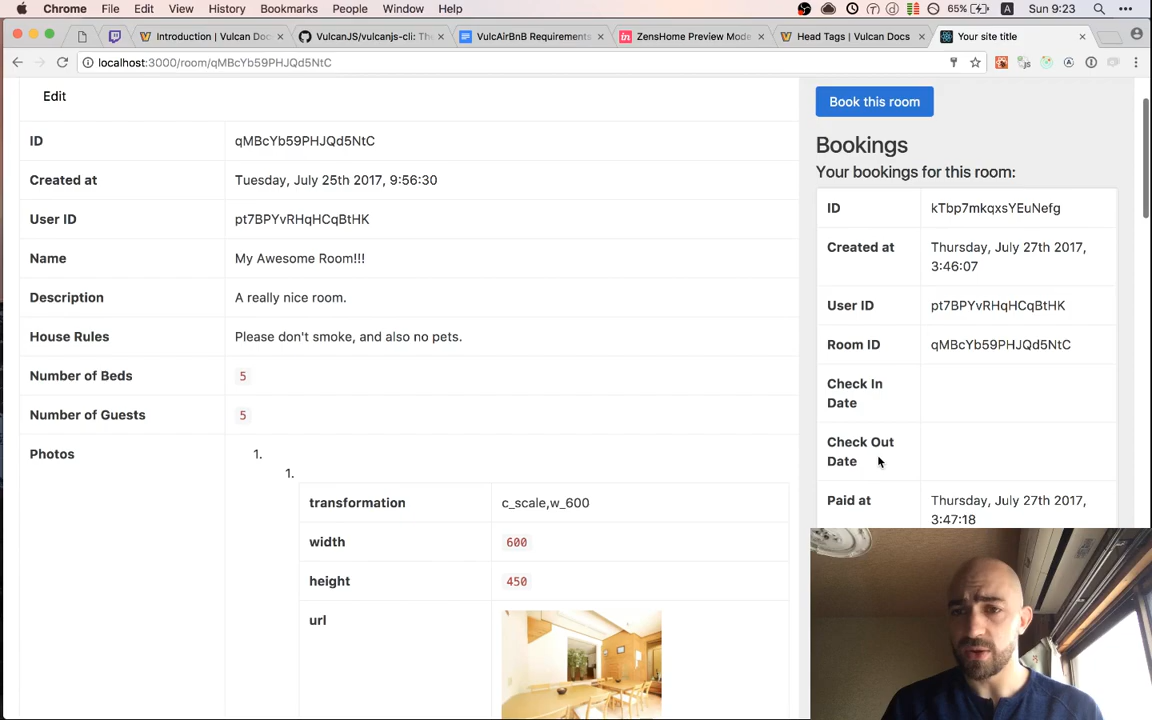 Chrome File Edit View History Bookmarks People Window Help 65% A Sun 9:23
Introduction | Vulcan Doc
VulcanJS/vulcanjs-cli: The
VulcAirBnB Requirements
ZensHome Preview Mode
Head Tags | Vulcan Docs
Your site title
localhost:3000/room/qMBcYb59PHJQd5NtC
Edit
ID qMBcYb59PHJQd5NtC
Created at Tuesday, July 25th 2017, 9:56:30
User ID pt7BPYvRHqHCqBtHK
Name My Awesome Room!!!
Description A really nice room.
House Rules Please don't smoke, and also no pets.
Number of Beds 5
Number of Guests 5
Photos 1.
1.
transformation c_scale,w_600
width 600
height 450
url
Book this room
Bookings
Your bookings for this room:
ID kTbp7mkqxsYEuNefg
Created at Thursday, July 27th 2017,
3:46:07
User ID pt7BPYvRHqHCqBtHK
Room ID qMBcYb59PHJQd5NtC
Check In
Date
Check Out
Date
Paid at Thursday, July 27th 2017,
3:47:18